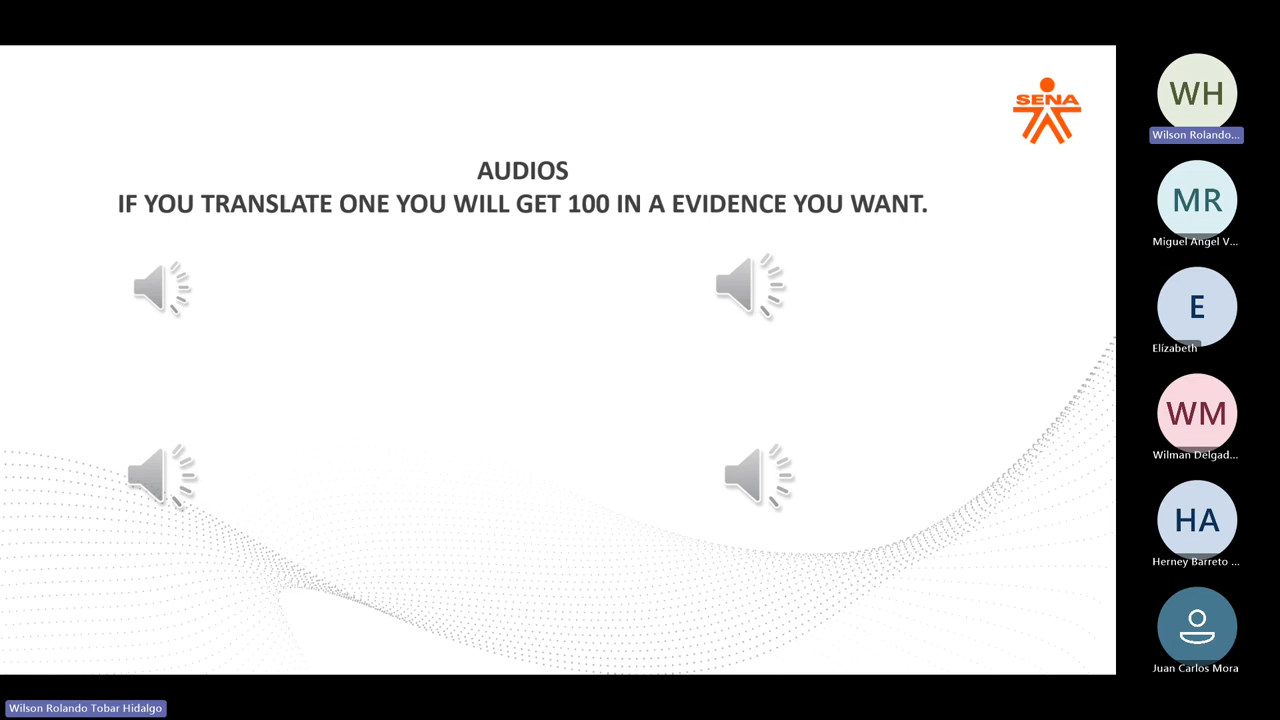 SENA
AUDIOS
IF YOU TRANSLATE ONE YOU WILL GET 100 IN A EVIDENCE YOU WANT.
WH
Wilson Rolando...
MR
Miguel Angel V...
E
Elízabeth
WM
Wilman Delgad...
HA
Herney Barreto ...
Juan Carlos Mora
Wilson Rolando Tobar Hidalgo